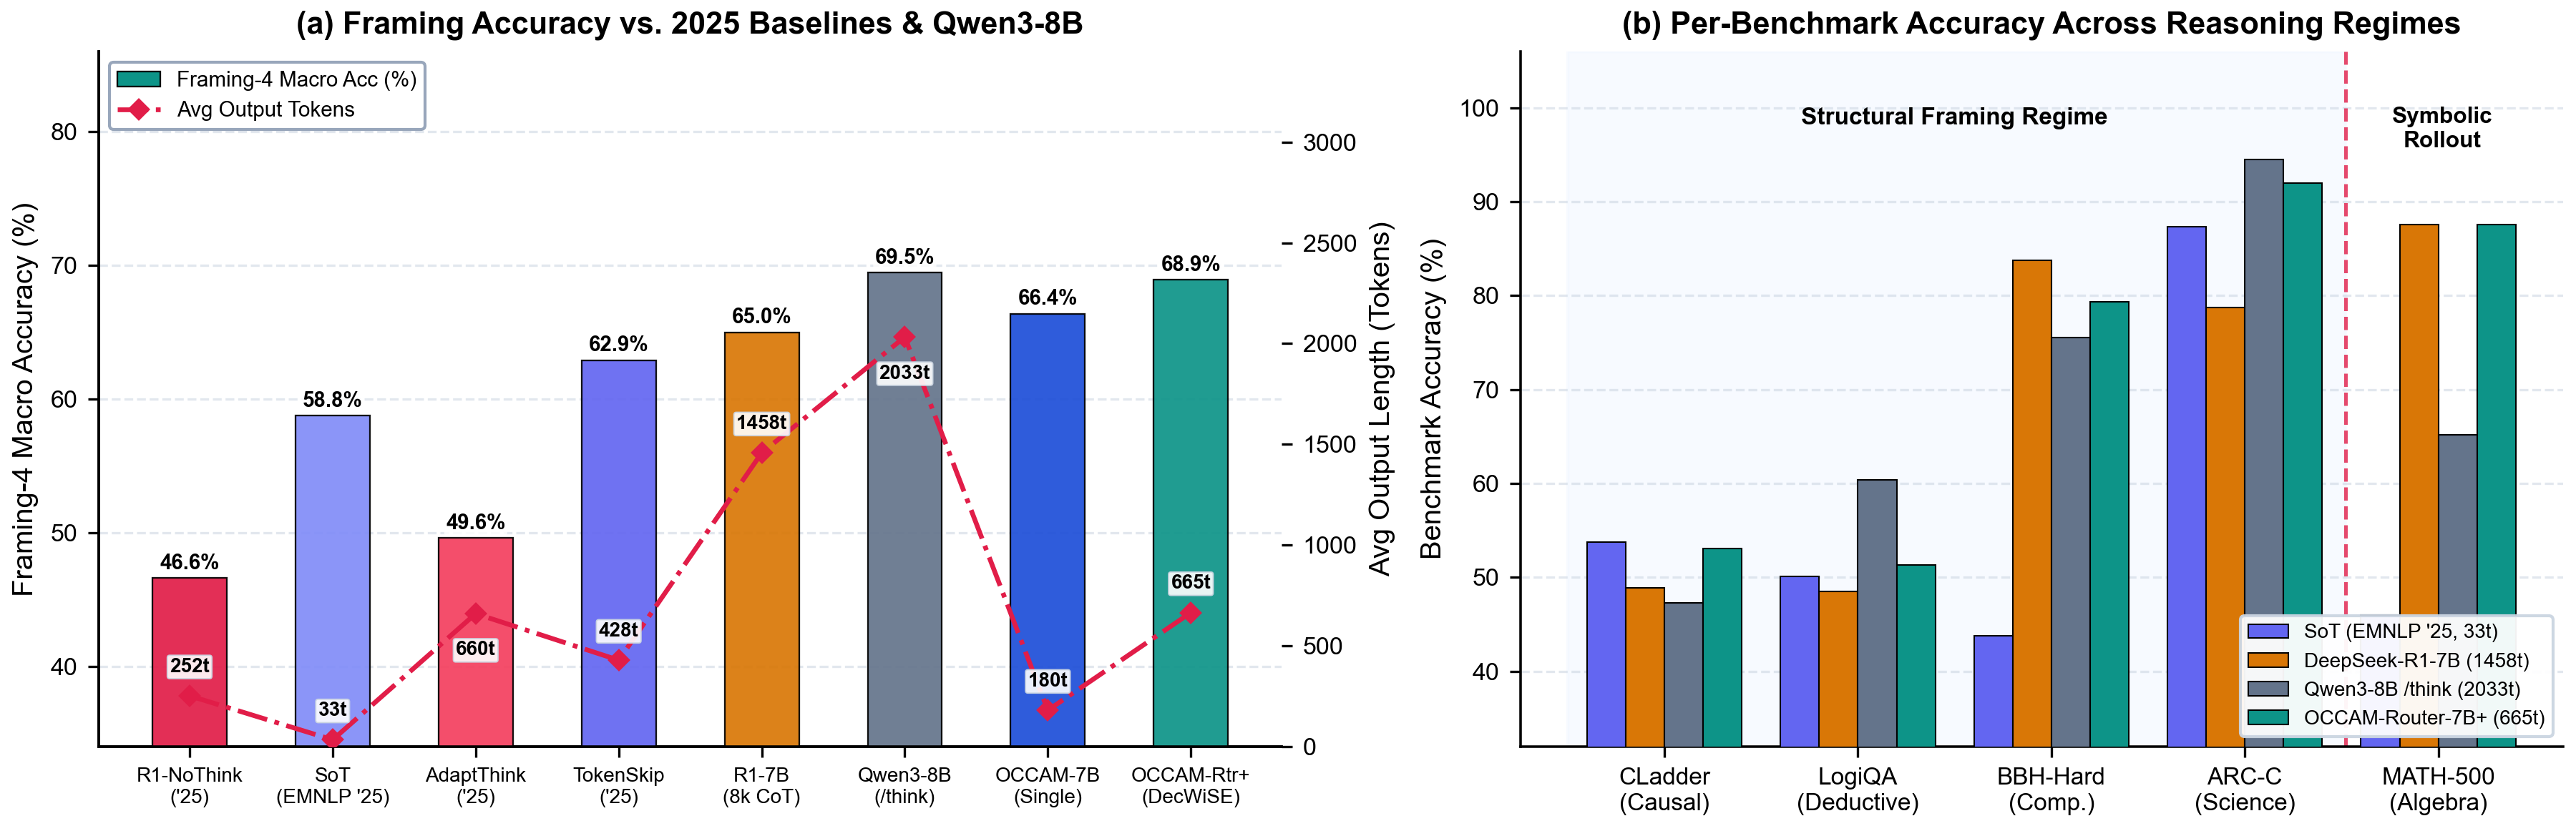 (a) Framing Accuracy vs. 2025 Baselines & Qwen3-8B
Framing-4 Macro Acc (%)
Avg Output Tokens
Framing-4 Macro Accuracy (%)
80
70
60
50
40
46.6%
58.8%
49.6%
62.9%
65.0%
69.5%
66.4%
68.9%
252t
33t
660t
428t
1458t
2033t
180t
665t
3000
2500
2000
1500
1000
500
0
Avg Output Length (Tokens)
R1-NoThink
('25)
SoT
(EMNLP '25)
AdaptThink
('25)
TokenSkip
('25)
R1-7B
(8k CoT)
Qwen3-8B
(/think)
OCCAM-7B
(Single)
OCCAM-Rtr+
(DecWiSE)
(b) Per-Benchmark Accuracy Across Reasoning Regimes
Benchmark Accuracy (%)
100
90
80
70
60
50
40
Structural Framing Regime
Symbolic
Rollout
SoT (EMNLP '25, 33t)
DeepSeek-R1-7B (1458t)
Qwen3-8B /think (2033t)
OCCAM-Router-7B+ (665t)
CLadder
(Causal)
LogiQA
(Deductive)
BBH-Hard
(Comp.)
ARC-C
(Science)
MATH-500
(Algebra)